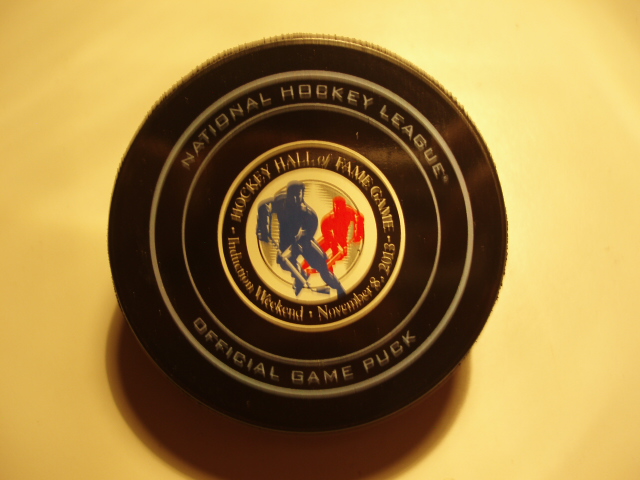 NATIONAL HOCKEY LEAGUE®
HOCKEY HALL of FAME GAME
Induction Weekend • November 8, 2013
OFFICIAL GAME PUCK